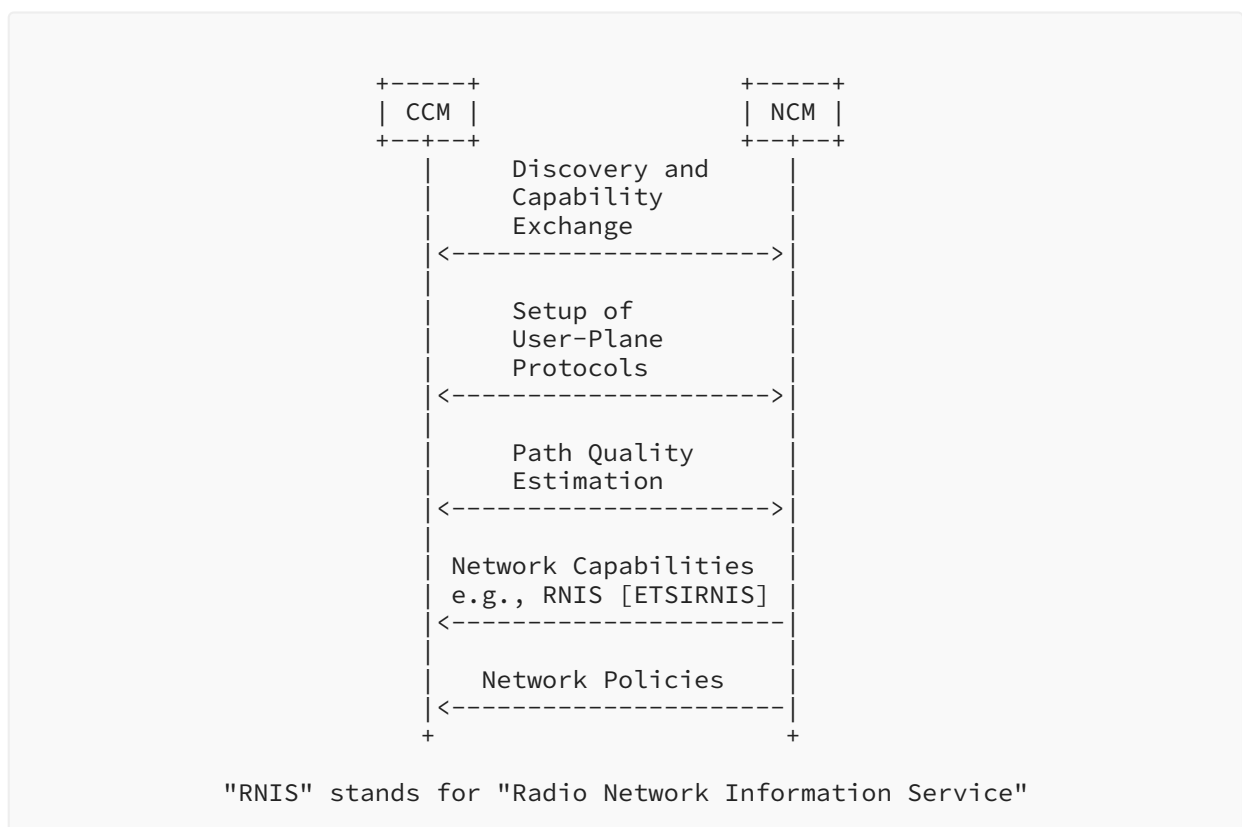 +-----+                 +-----+
| CCM |                 | NCM |
+--+--+                 +--+--+
|     Discovery and     |
|     Capability        |
|     Exchange          |
|<--------------------->|
|                       |
|     Setup of          |
|     User-Plane        |
|     Protocols         |
|<--------------------->|
|                       |
|     Path Quality      |
|     Estimation        |
|<--------------------->|
|                       |
| Network Capabilities  |
| e.g., RNIS [ETSIRNIS] |
|<----------------------|
|                       |
|   Network Policies    |
|<----------------------|
+                       +
"RNIS" stands for "Radio Network Information Service"